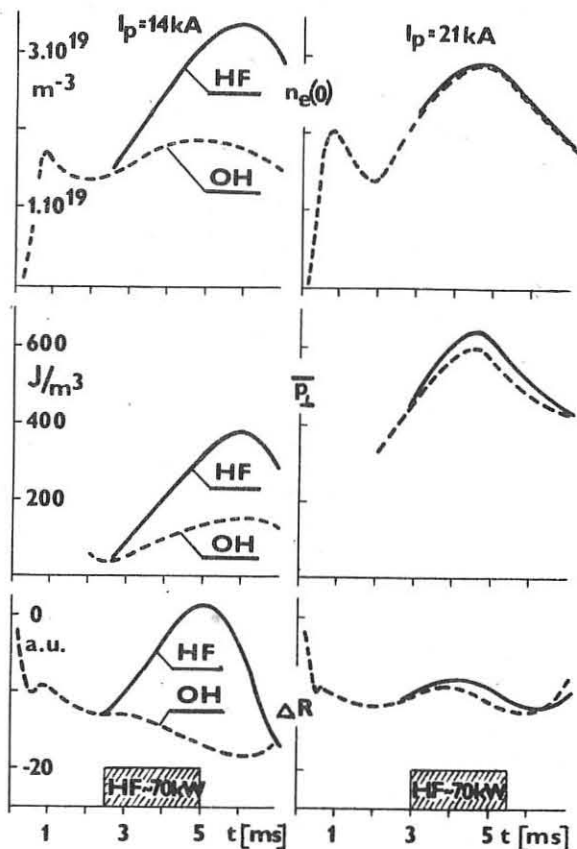 Ip=14kA
Ip=21kA
3.10^19
m^-3
HF
ne(0)
OH
1.10^19
600
J/m^3
400
200
p⊥
HF
OH
0
a.u.
HF
OH
ΔR
-20
HF~70kW
HF~70kW
1 3 5 t [ms]
1 3 5 t [ms]